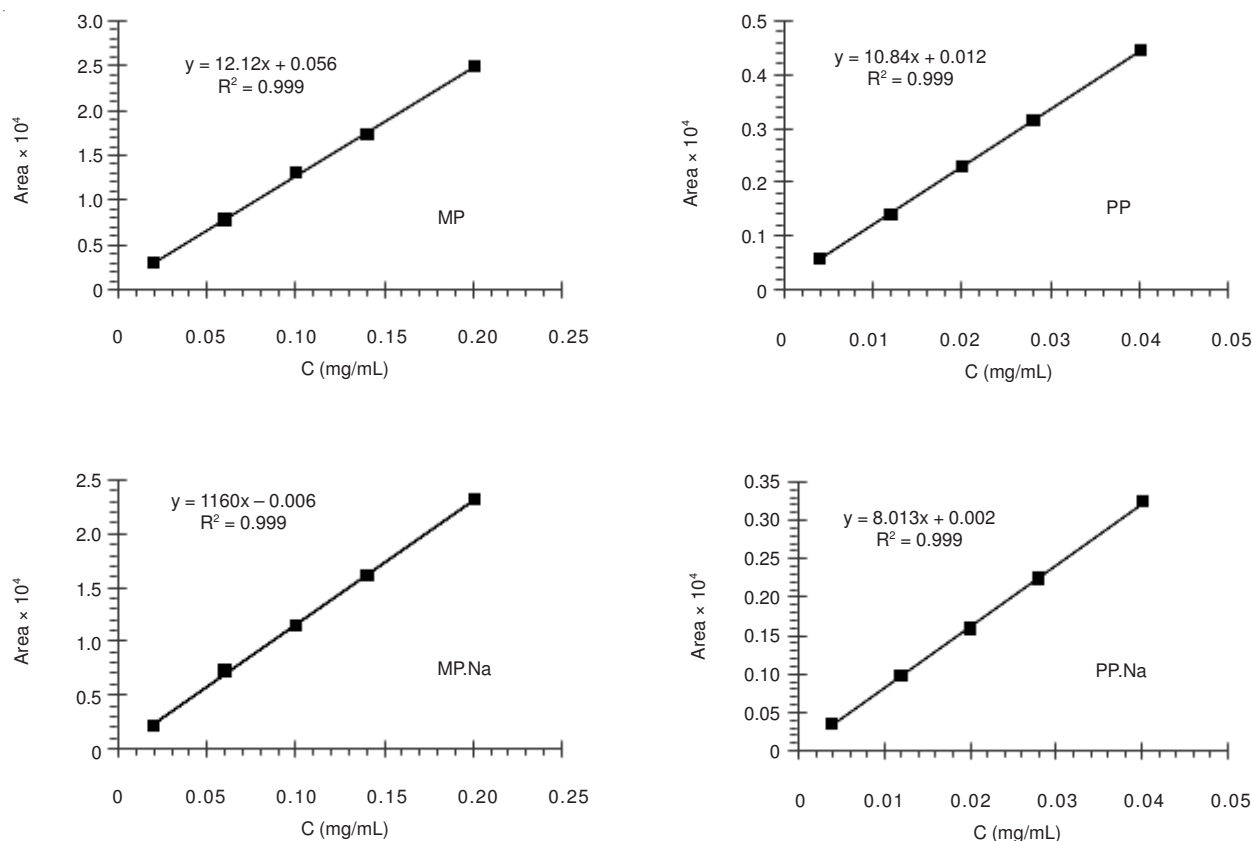 3.0
2.5
2.0
1.5
1.0
0.5
0
Area × 10⁴
y = 12.12x + 0.056
R² = 0.999
MP
0 0.05 0.10 0.15 0.20 0.25
C (mg/mL)
0.5
0.4
0.3
0.2
0.1
0
Area × 10⁴
y = 10.84x + 0.012
R² = 0.999
PP
0 0.01 0.02 0.03 0.04 0.05
C (mg/mL)
2.5
2.0
1.5
1.0
0.5
0
Area × 10⁴
y = 1160x – 0.006
R² = 0.999
MP.Na
0 0.05 0.10 0.15 0.20 0.25
C (mg/mL)
0.35
0.30
0.25
0.20
0.15
0.10
0.05
0
Area × 10⁴
y = 8.013x + 0.002
R² = 0.999
PP.Na
0 0.01 0.02 0.03 0.04 0.05
C (mg/mL)